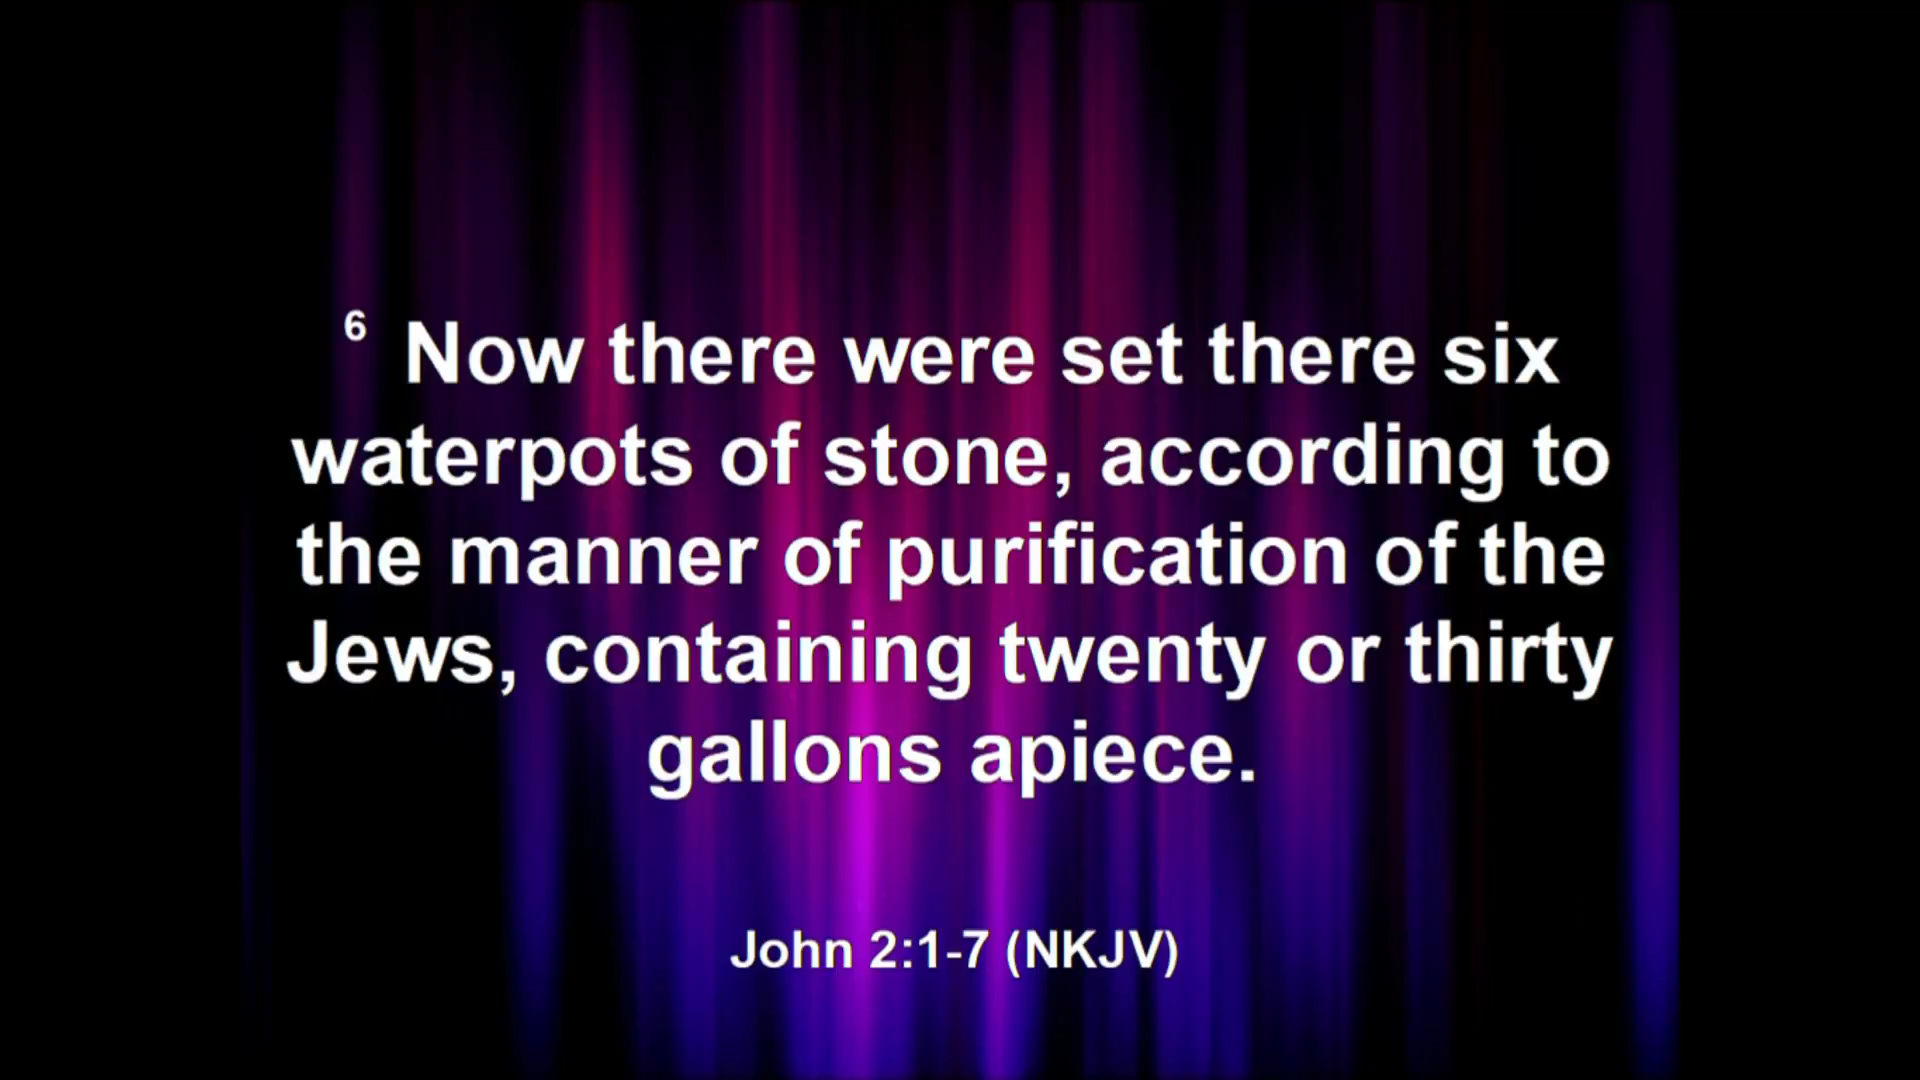 6 Now there were set there six
waterpots of stone, according to
the manner of purification of the
Jews, containing twenty or thirty
gallons apiece.
John 2:1-7 (NKJV)